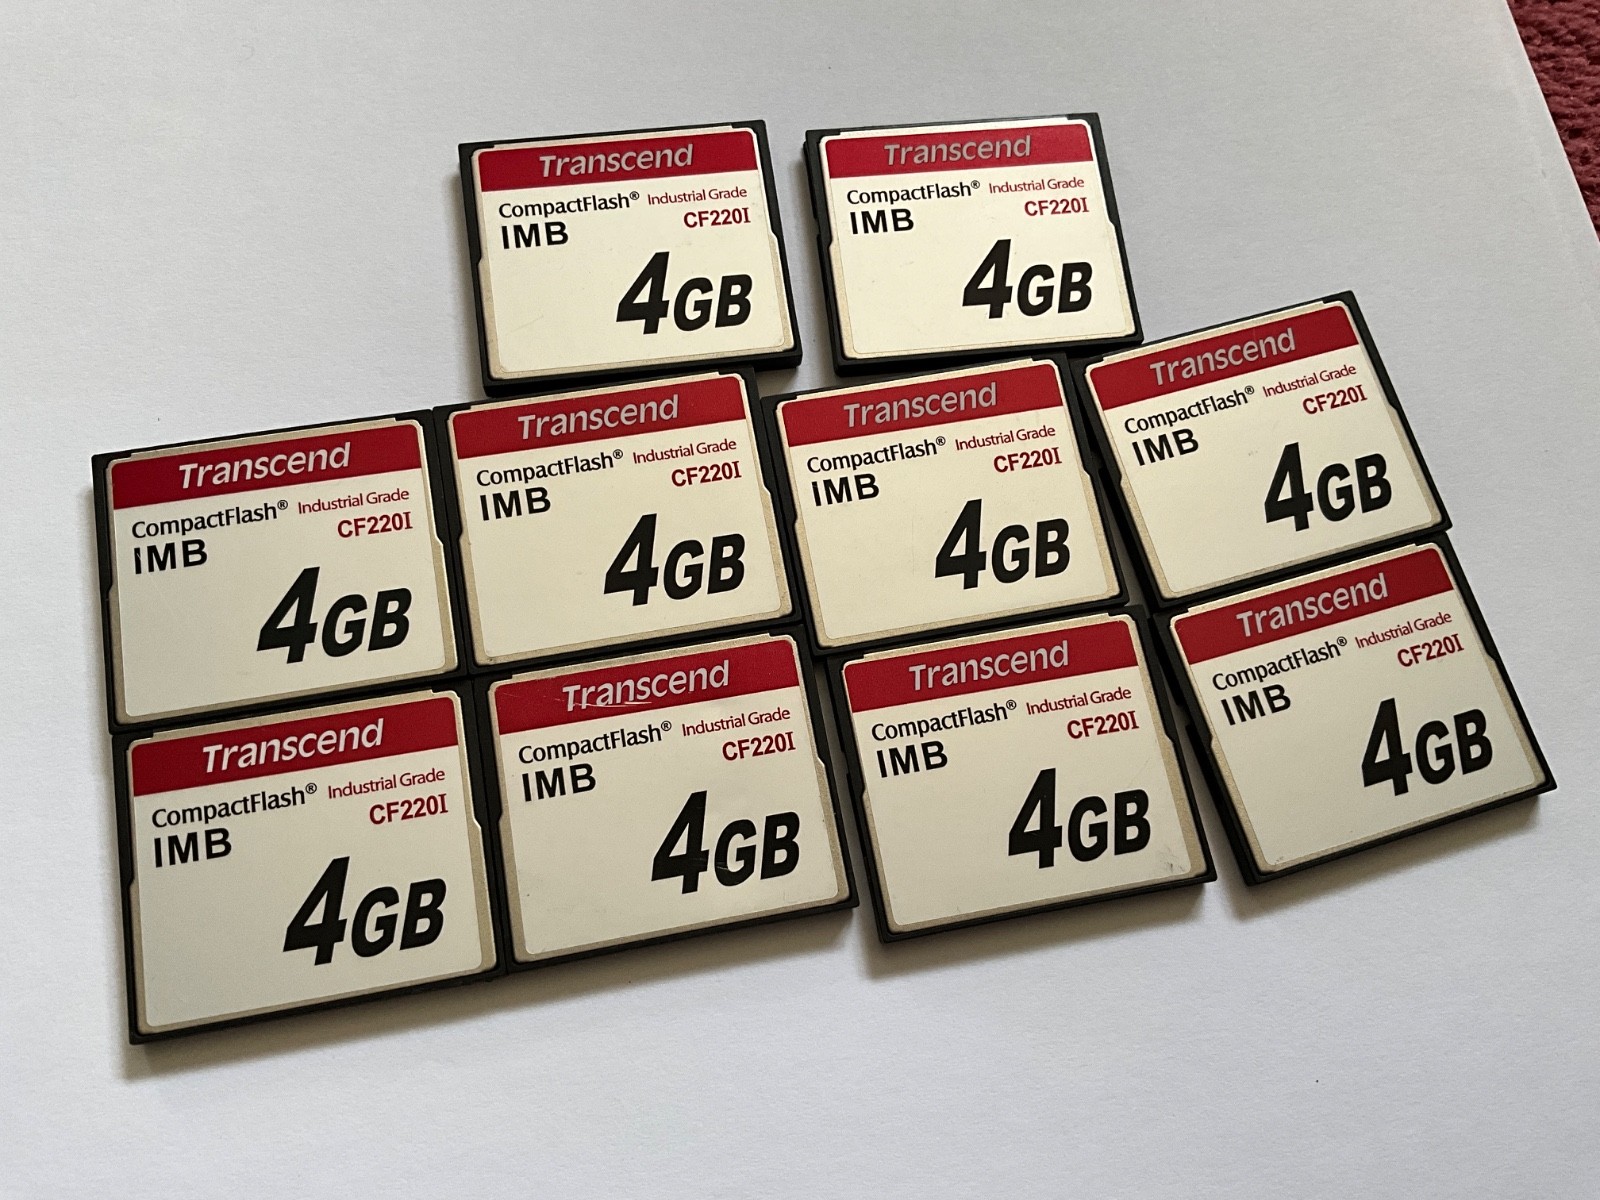 Transcend
CompactFlash® Industrial Grade
IMB CF220I
4GB
Transcend
CompactFlash® Industrial Grade
IMB CF220I
4GB
Transcend
CompactFlash® Industrial Grade
IMB CF220I
4GB
Transcend
CompactFlash® Industrial Grade
IMB CF220I
4GB
Transcend
CompactFlash® Industrial Grade
IMB CF220I
4GB
Transcend
CompactFlash® Industrial Grade
IMB CF220I
4GB
Transcend
CompactFlash® Industrial Grade
IMB CF220I
4GB
Transcend
CompactFlash® Industrial Grade
IMB CF220I
4GB
Transcend
CompactFlash® Industrial Grade
IMB CF220I
4GB
Transcend
CompactFlash® Industrial Grade
IMB CF220I
4GB